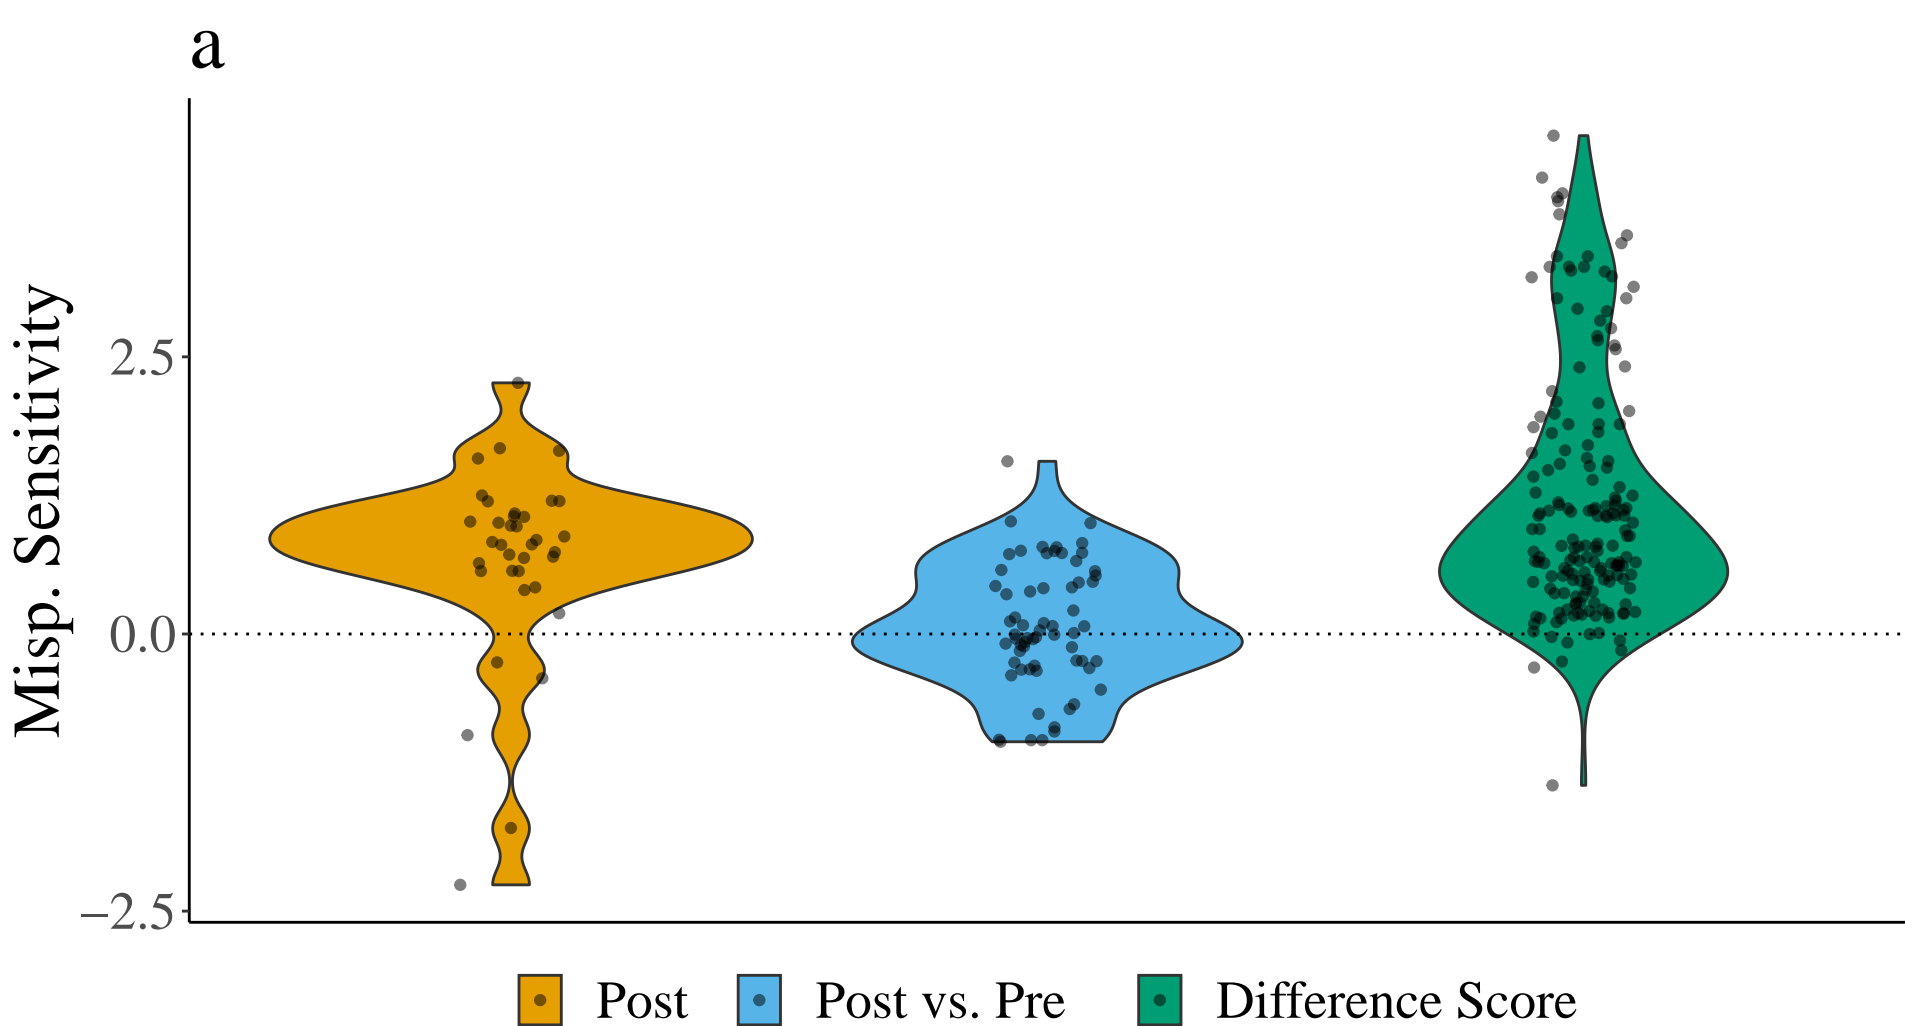 a
Misp. Sensitivity
2.5
0.0
−2.5
Post
Post vs. Pre
Difference Score